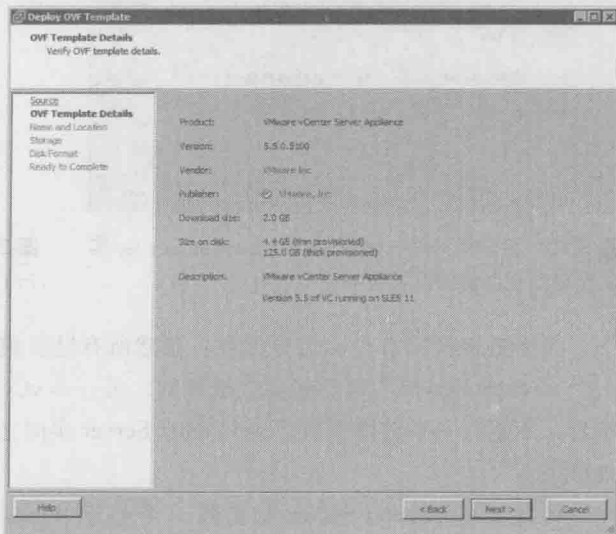 Deploy OVF Template
OVF Template Details
Verify OVF template details.
Source
OVF Template Details
Name and Location
Storage
Disk Format
Ready to Complete
Product: VMware vCenter Server Appliance
Version: 5.5.0.5100
Vendor: VMware Inc.
Publisher: VMware, Inc.
Download size: 2.0 GB
Size on disk: 4.4 GB (thin provisioned)
125.0 GB (thick provisioned)
Description: VMware vCenter Server Appliance
Version 5.5 of VC running on SLES 11
Help
< Back
Next >
Cancel